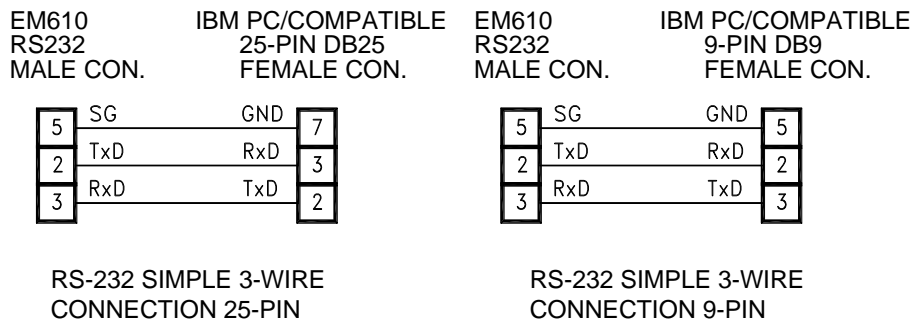 EM610 IBM PC/COMPATIBLE
RS232 25-PIN DB25
MALE CON. FEMALE CON.
5 SG GND 7
2 TxD RxD 3
3 RxD TxD 2
RS-232 SIMPLE 3-WIRE
CONNECTION 25-PIN
EM610 IBM PC/COMPATIBLE
RS232 9-PIN DB9
MALE CON. FEMALE CON.
5 SG GND 5
2 TxD RxD 2
3 RxD TxD 3
RS-232 SIMPLE 3-WIRE
CONNECTION 9-PIN